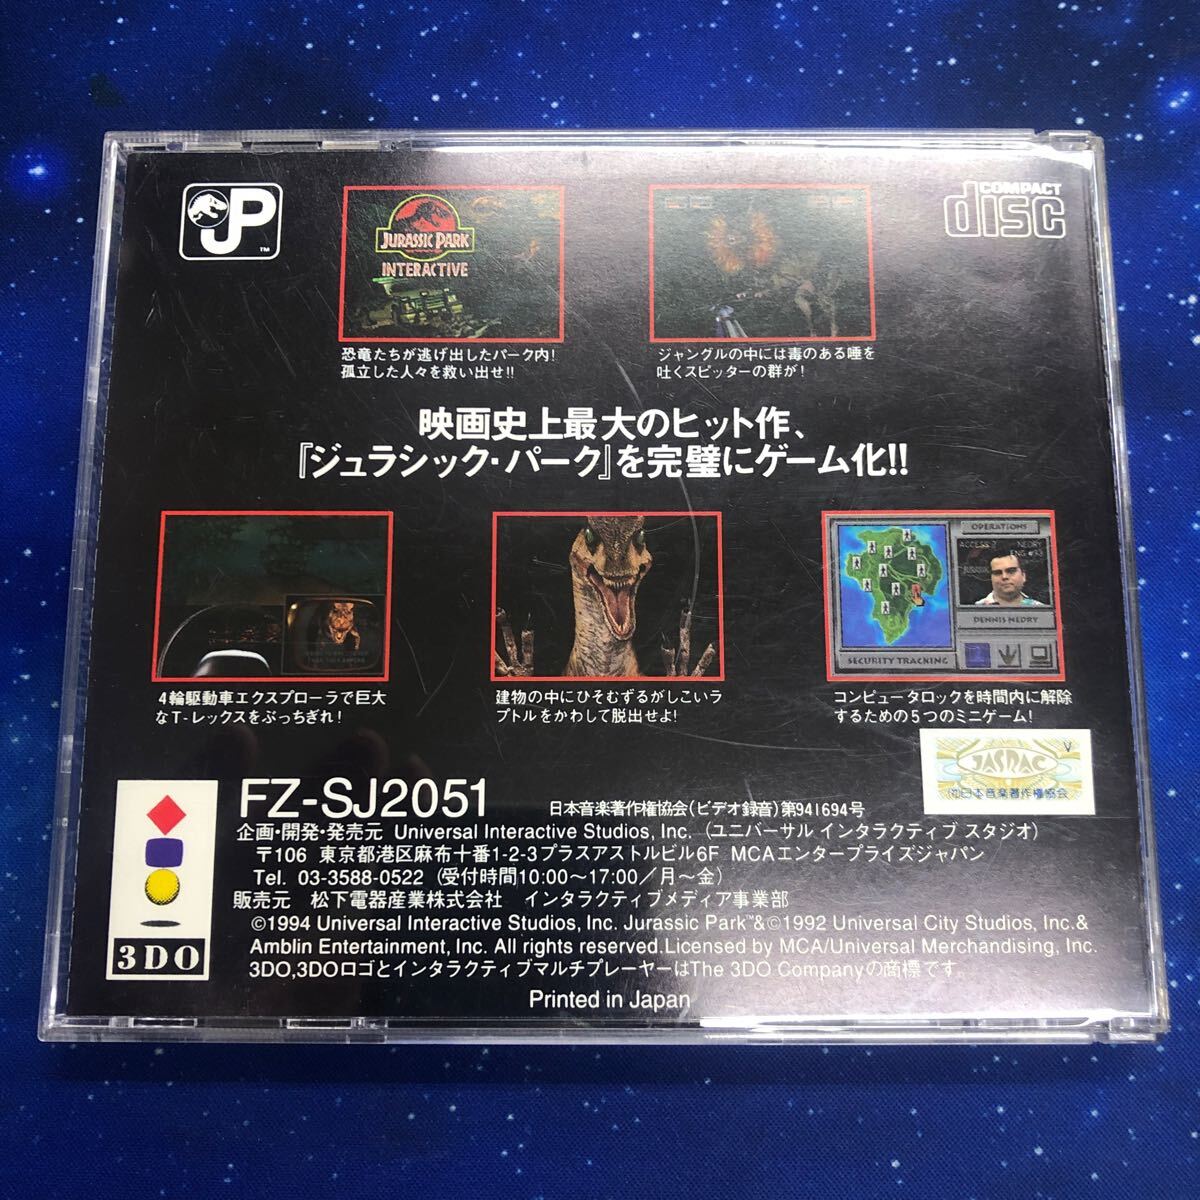 JP
TM
JURASSIC PARK
INTERACTIVE
COMPACT
disc
恐竜たちが逃げ出したパーク内!
孤立した人々を救い出せ!!
ジャングルの中には毒のある唾を
吐くスピッターの群が!
映画史上最大のヒット作、
『ジュラシック・パーク』を完璧にゲーム化!!
OPERATIONS
NEDRY
DENNIS NEDRY
SECURITY TRACKING
4輪駆動車エクスプローラで巨大
なT-レックスをぶっちぎれ!
建物の中にひそむずるがしこいラ
プトルをかわして脱出せよ!
コンピュータロックを時間内に解除
するための5つのミニゲーム!
V
JASRAC
(社)日本音楽著作権協会
FZ-SJ2051
日本音楽著作権協会(ビデオ録音)第941694号
企画・開発・発売元 Universal Interactive Studios, Inc. (ユニバーサル インタラクティブ スタジオ)
〒106 東京都港区麻布十番1-2-3プラスアストルビル6F MCAエンタープライズジャパン
Tel. 03-3588-0522 (受付時間10:00〜17:00/月〜金)
販売元 松下電器産業株式会社 インタラクティブメディア事業部
©1994 Universal Interactive Studios, Inc. Jurassic Park™&©1992 Universal City Studios, Inc.&
Amblin Entertainment, Inc. All rights reserved.Licensed by MCA/Universal Merchandising, Inc.
3DO,3DOロゴとインタラクティブマルチプレーヤーはThe 3DO Companyの商標です。
3DO
Printed in Japan